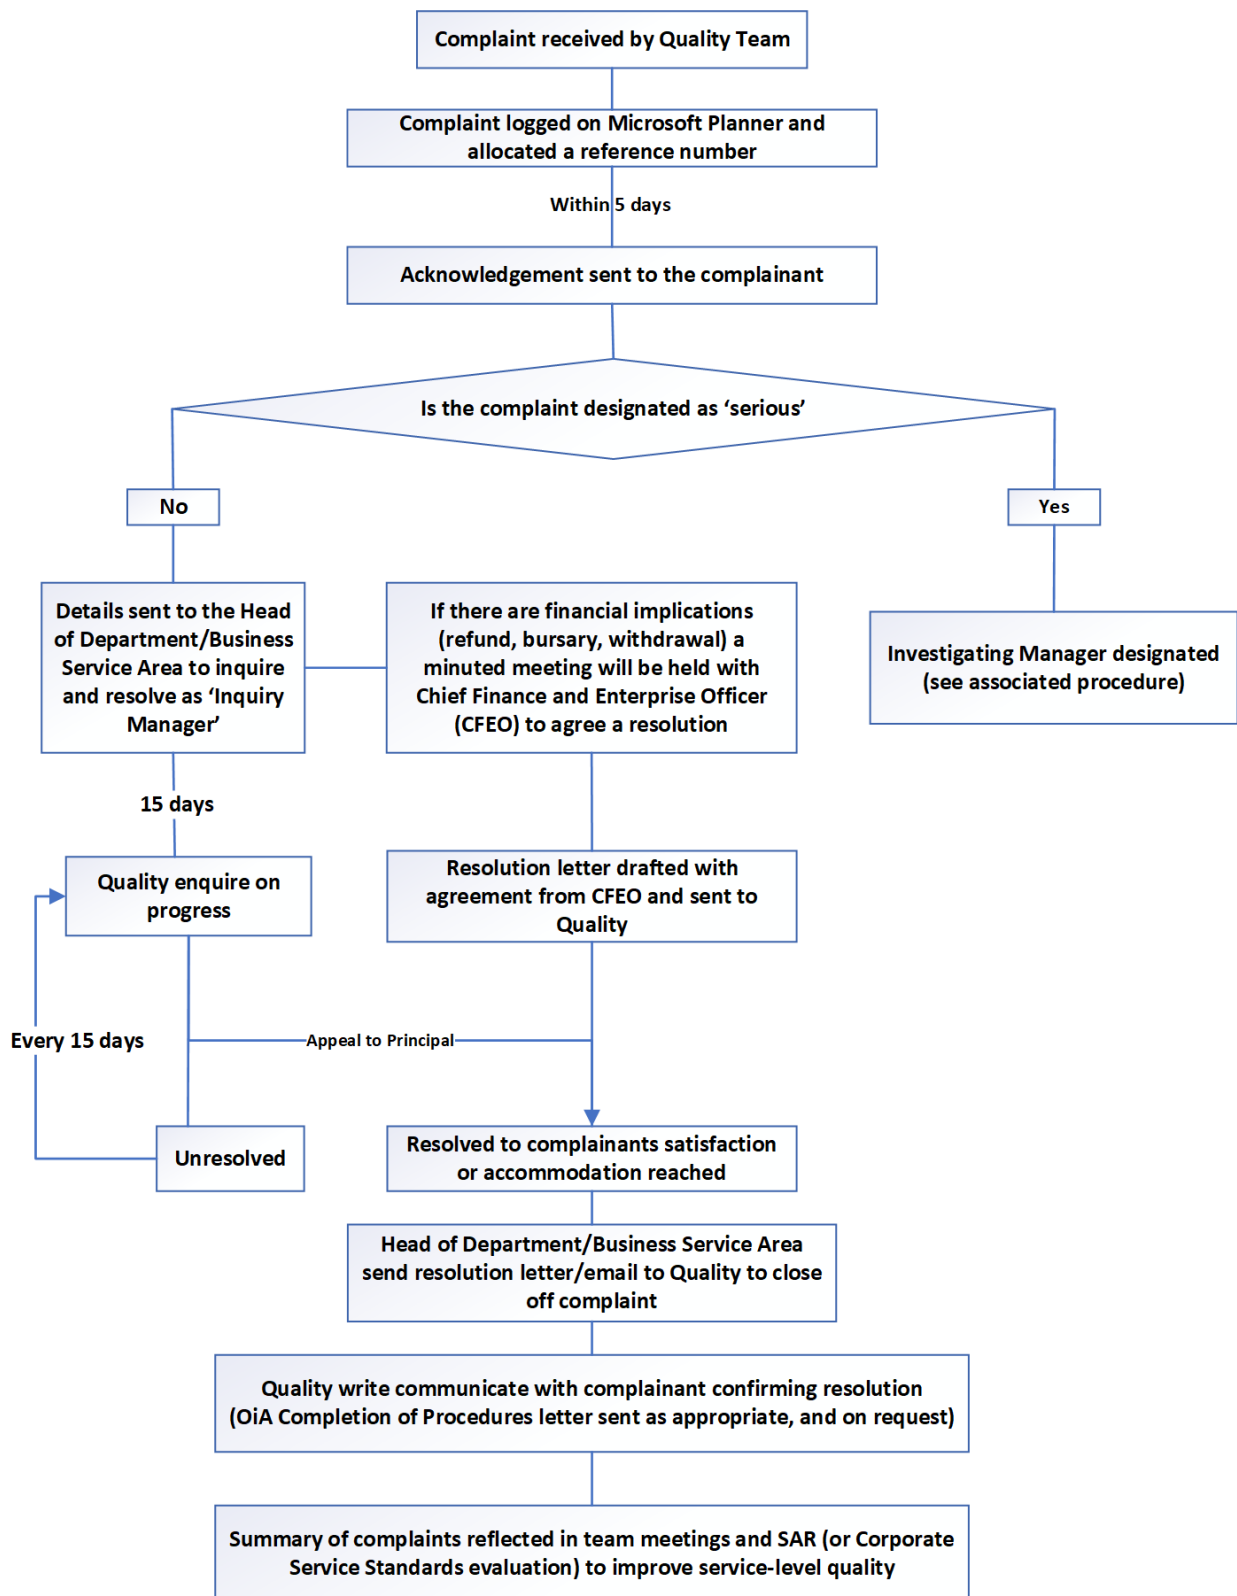 Complaint received by Quality Team
Complaint logged on Microsoft Planner and
allocated a reference number
Within 5 days
Acknowledgement sent to the complainant
Is the complaint designated as ‘serious’
No
Yes
Details sent to the Head
of Department/Business
Service Area to inquire
and resolve as ‘Inquiry
Manager’
If there are financial implications
(refund, bursary, withdrawal) a
minuted meeting will be held with
Chief Finance and Enterprise Officer
(CFEO) to agree a resolution
Investigating Manager designated
(see associated procedure)
15 days
Quality enquire on
progress
Resolution letter drafted with
agreement from CFEO and sent to
Quality
Every 15 days
Appeal to Principal
Unresolved
Resolved to complainants satisfaction
or accommodation reached
Head of Department/Business Service Area
send resolution letter/email to Quality to close
off complaint
Quality write communicate with complainant confirming resolution
(OiA Completion of Procedures letter sent as appropriate, and on request)
Summary of complaints reflected in team meetings and SAR (or Corporate
Service Standards evaluation) to improve service-level quality